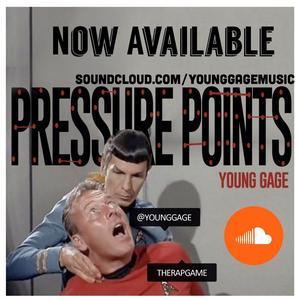 NOW AVAILABLE
SOUNDCLOUD.COM/YOUNGGAGEMUSIC
PRESSURE POINTS
YOUNG GAGE
@YOUNGGAGE
THERAPGAME